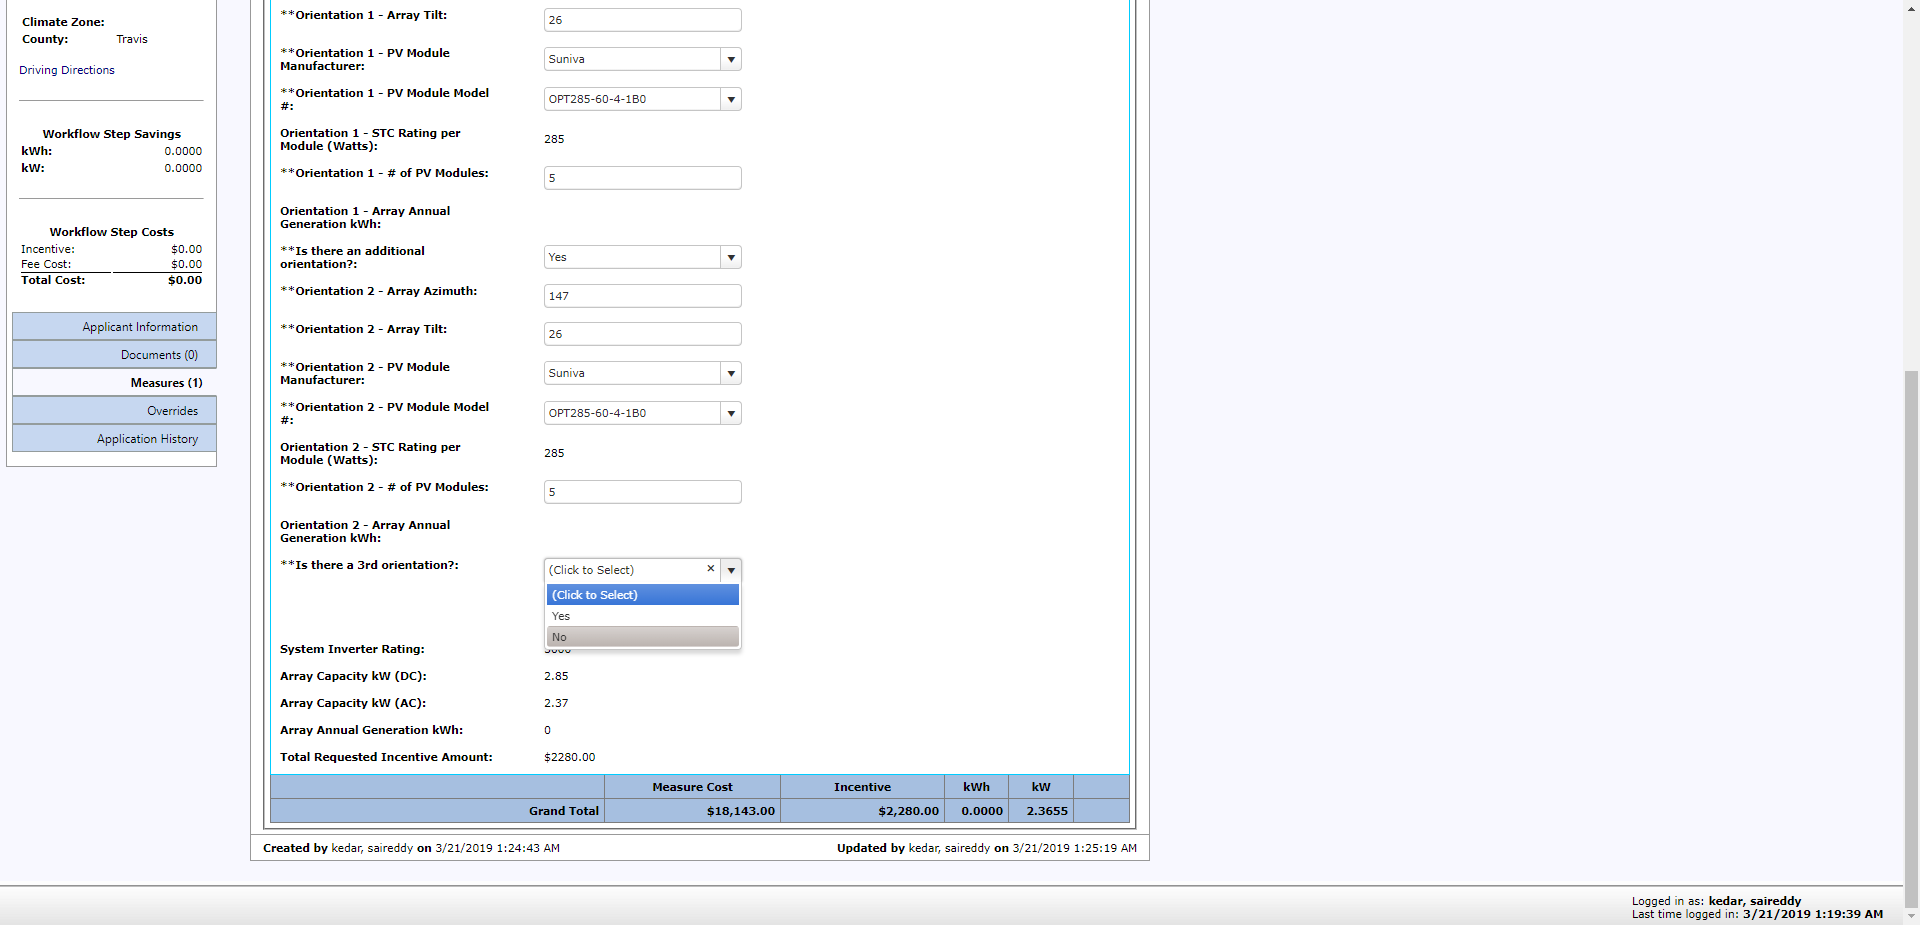 Climate Zone:
County: Travis
Driving Directions
Workflow Step Savings
kWh: 0.0000
kW: 0.0000
Workflow Step Costs
Incentive: $0.00
Fee Cost: $0.00
Total Cost: $0.00
Applicant Information
Documents (0)
Measures (1)
Overrides
Application History
**Orientation 1 - Array Tilt: 26
**Orientation 1 - PV Module
Manufacturer: Suniva
**Orientation 1 - PV Module Model
#: OPT285-60-4-1B0
Orientation 1 - STC Rating per
Module (Watts): 285
**Orientation 1 - # of PV Modules: 5
Orientation 1 - Array Annual
Generation kWh:
**Is there an additional
orientation?: Yes
**Orientation 2 - Array Azimuth: 147
**Orientation 2 - Array Tilt: 26
**Orientation 2 - PV Module
Manufacturer: Suniva
**Orientation 2 - PV Module Model
#: OPT285-60-4-1B0
Orientation 2 - STC Rating per
Module (Watts): 285
**Orientation 2 - # of PV Modules: 5
Orientation 2 - Array Annual
Generation kWh:
**Is there a 3rd orientation?: (Click to Select)
(Click to Select)
Yes
No
System Inverter Rating:
Array Capacity kW (DC): 2.85
Array Capacity kW (AC): 2.37
Array Annual Generation kWh: 0
Total Requested Incentive Amount: $2280.00
Measure Cost Incentive kWh kW
Grand Total $18,143.00 $2,280.00 0.0000 2.3655
Created by kedar, saireddy on 3/21/2019 1:24:43 AM Updated by kedar, saireddy on 3/21/2019 1:25:19 AM
Logged in as: kedar, saireddy
Last time logged in: 3/21/2019 1:19:39 AM